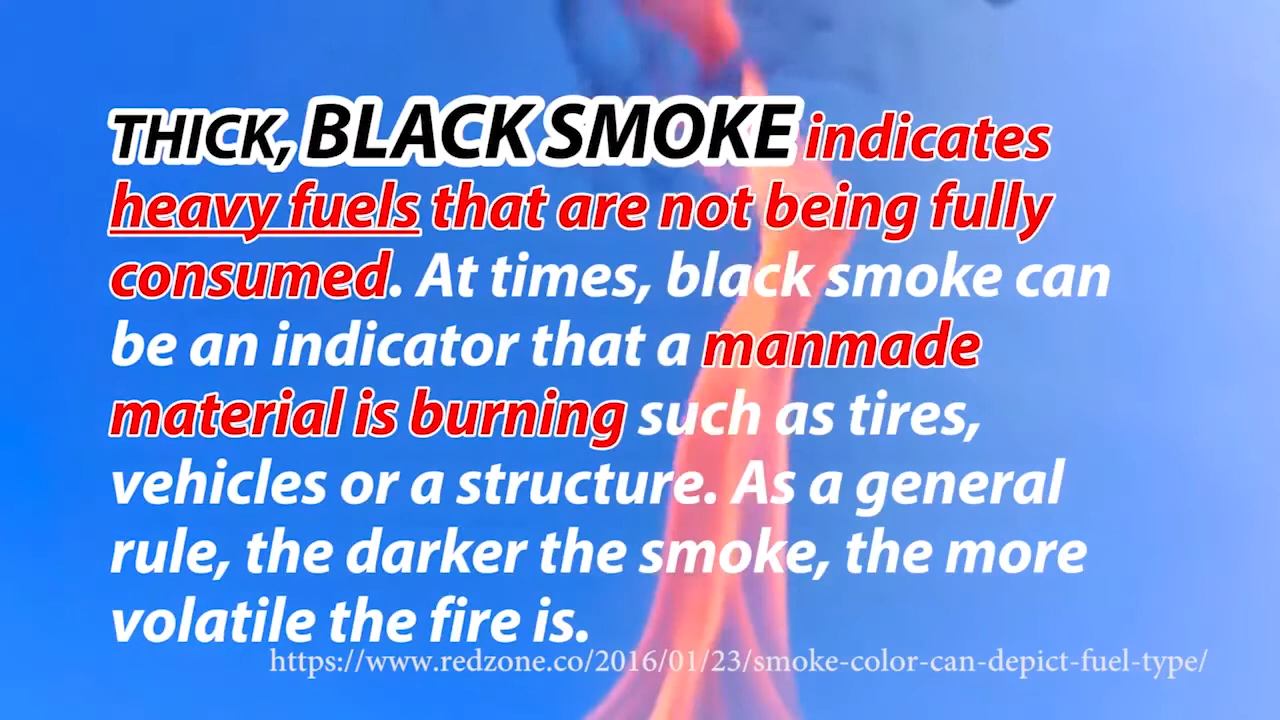 THICK, BLACK SMOKE indicates
heavy fuels that are not being fully
consumed. At times, black smoke can
be an indicator that a manmade
material is burning such as tires,
vehicles or a structure. As a general
rule, the darker the smoke, the more
volatile the fire is.
https://www.redzone.co/2016/01/23/smoke-color-can-depict-fuel-type/